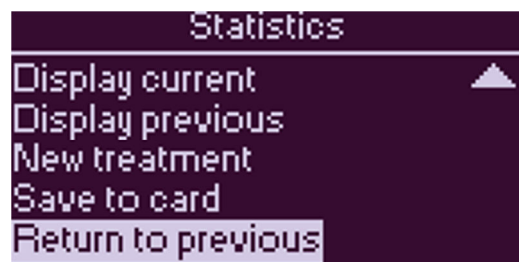 Statistics
Display current
Display previous
New treatment
Save to card
Return to previous